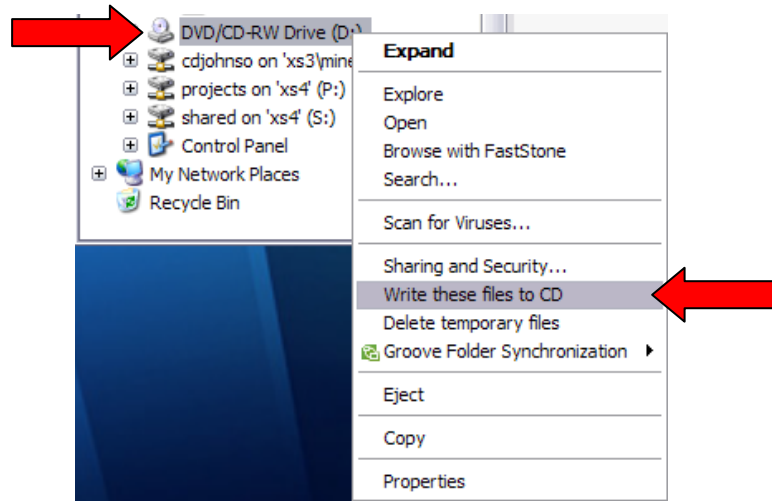 DVD/CD-RW Drive (D:)
cdjohnso on 'xs3\mine
projects on 'xs4' (P:)
shared on 'xs4' (S:)
Control Panel
My Network Places
Recycle Bin
Expand
Explore
Open
Browse with FastStone
Search...
Scan for Viruses...
Sharing and Security...
Write these files to CD
Delete temporary files
Groove Folder Synchronization
Eject
Copy
Properties